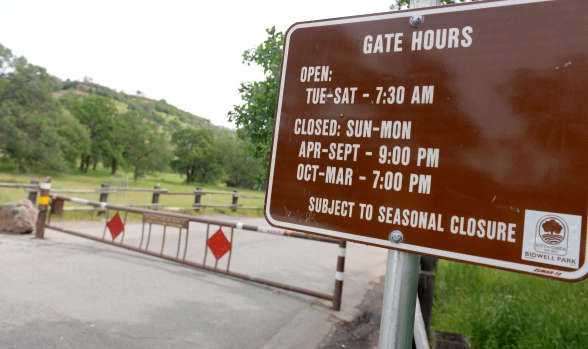 GATE HOURS
OPEN:
TUE-SAT - 7:30 AM
CLOSED: SUN-MON
APR-SEPT - 9:00 PM
OCT-MAR - 7:00 PM
SUBJECT TO SEASONAL CLOSURE
BIDWELL PARK